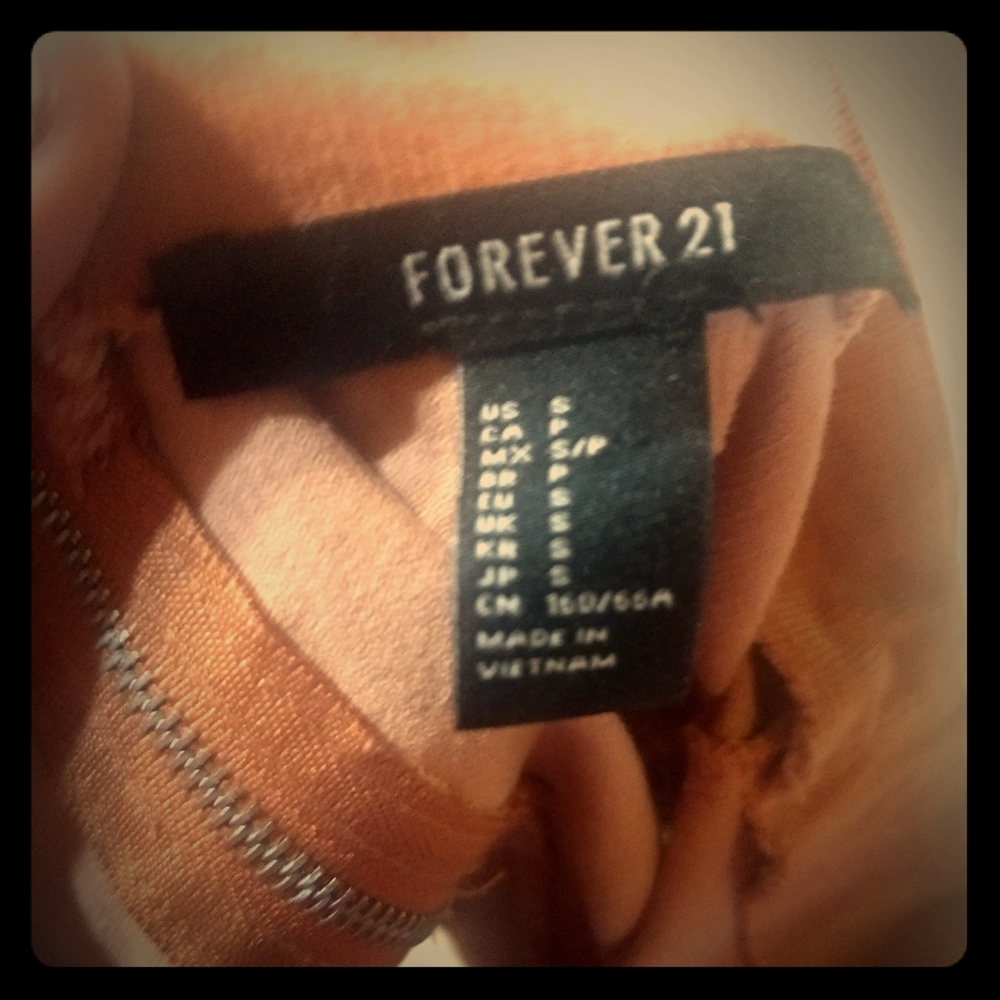 FOREVER 21
US S
CA P
MX S/P
BR P
EU S
UK S
KR S
JP S
CN 160/66A
MADE IN
VIETNAM